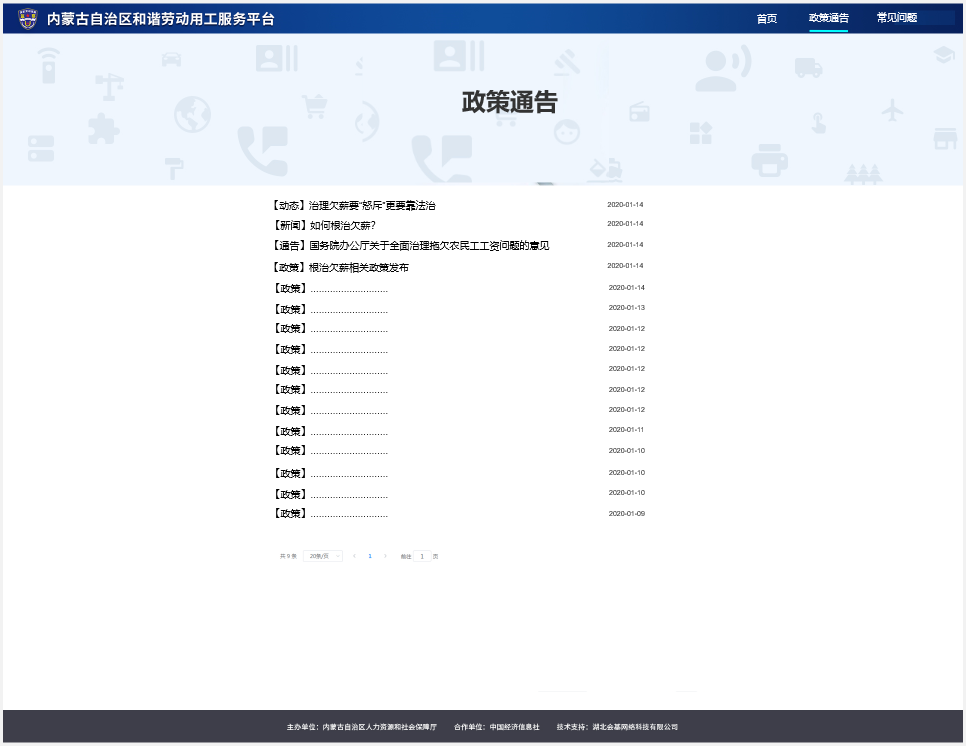 内蒙古自治区和谐劳动用工服务平台 首页 政策通告 常见问题
政策通告
【动态】治理欠薪要"怒斥"更要靠法治 2020-01-14
【新闻】如何根治欠薪? 2020-01-14
【通告】国务院办公厅关于全面治理拖欠农民工工资问题的意见 2020-01-14
【政策】根治欠薪相关政策发布 2020-01-14
【政策】............................ 2020-01-14
【政策】............................ 2020-01-13
【政策】............................ 2020-01-12
【政策】............................ 2020-01-12
【政策】............................ 2020-01-12
【政策】............................ 2020-01-12
【政策】............................ 2020-01-12
【政策】............................ 2020-01-11
【政策】............................ 2020-01-10
【政策】............................ 2020-01-10
【政策】............................ 2020-01-10
【政策】............................ 2020-01-09
共 9 条 20条/页 < 1 > 前往 1 页
主办单位：内蒙古自治区人力资源和社会保障厅 合作单位：中国经济信息社 技术支持：湖北会基网络科技有限公司